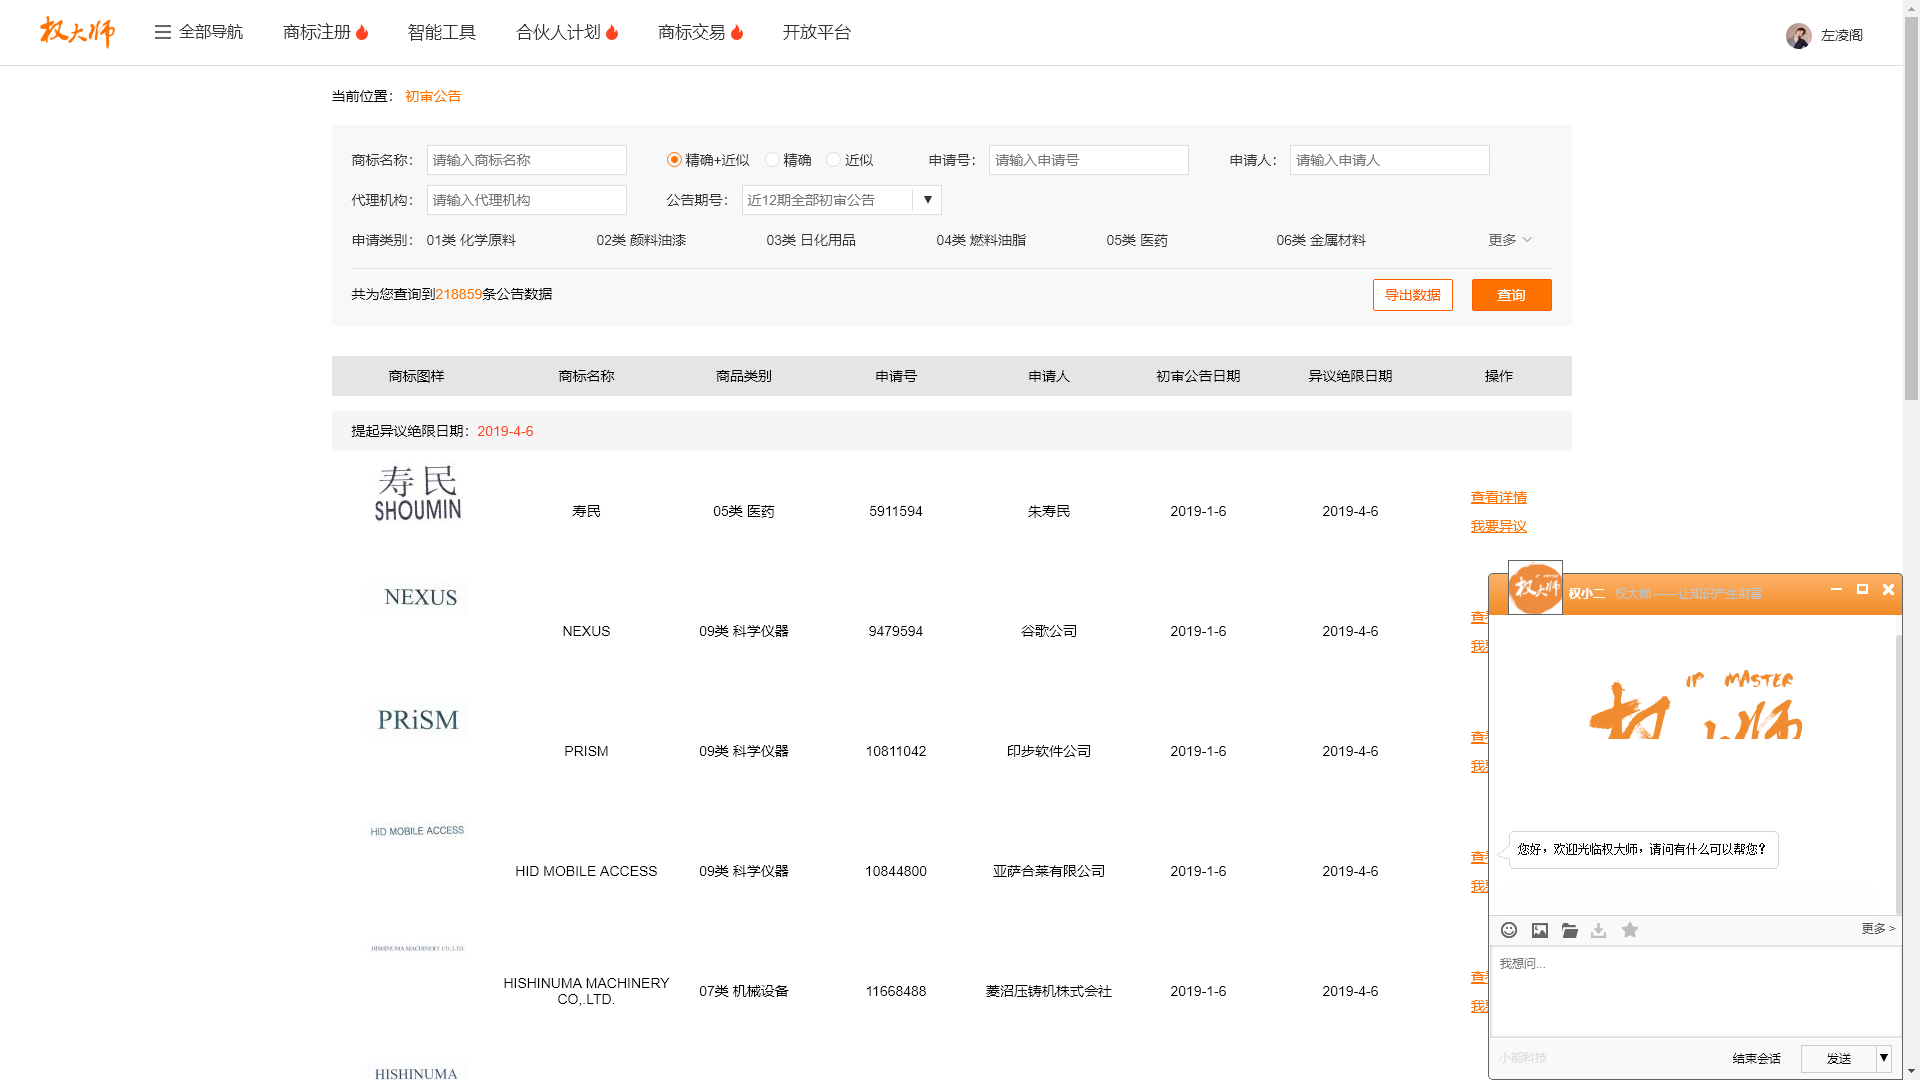 权大师 全部导航 商标注册 智能工具 合伙人计划 商标交易 开放平台 左凌阁
当前位置： 初审公告
商标名称： 请输入商标名称 精确+近似 精确 近似 申请号： 请输入申请号 申请人： 请输入申请人
代理机构： 请输入代理机构 公告期号： 近12期全部初审公告
申请类别： 01类 化学原料 02类 颜料油漆 03类 日化用品 04类 燃料油脂 05类 医药 06类 金属材料 更多
共为您查询到218859条公告数据 导出数据 查询
商标图样 商标名称 商品类别 申请号 申请人 初审公告日期 异议绝限日期 操作
提起异议绝限日期：2019-4-6
寿民
SHOUMIN
寿民 05类 医药 5911594 朱寿民 2019-1-6 2019-4-6
查看详情
我要异议
NEXUS
NEXUS 09类 科学仪器 9479594 谷歌公司 2019-1-6 2019-4-6
PRiSM
PRISM 09类 科学仪器 10811042 印步软件公司 2019-1-6 2019-4-6
HID MOBILE ACCESS
HID MOBILE ACCESS 09类 科学仪器 10844800 亚萨合莱有限公司 2019-1-6 2019-4-6
HISHINUMA MACHINERY CO.,LTD.
HISHINUMA MACHINERY CO,.LTD. 07类 机械设备 11668488 菱沼压铸机株式会社 2019-1-6 2019-4-6
HISHINUMA
权大师
权小二 权大师 ——让知识产生财富
IP MASTER
权大师
您好，欢迎光临权大师，请问有什么可以帮您？
更多 >
我想问...
小能科技 结束会话 发送